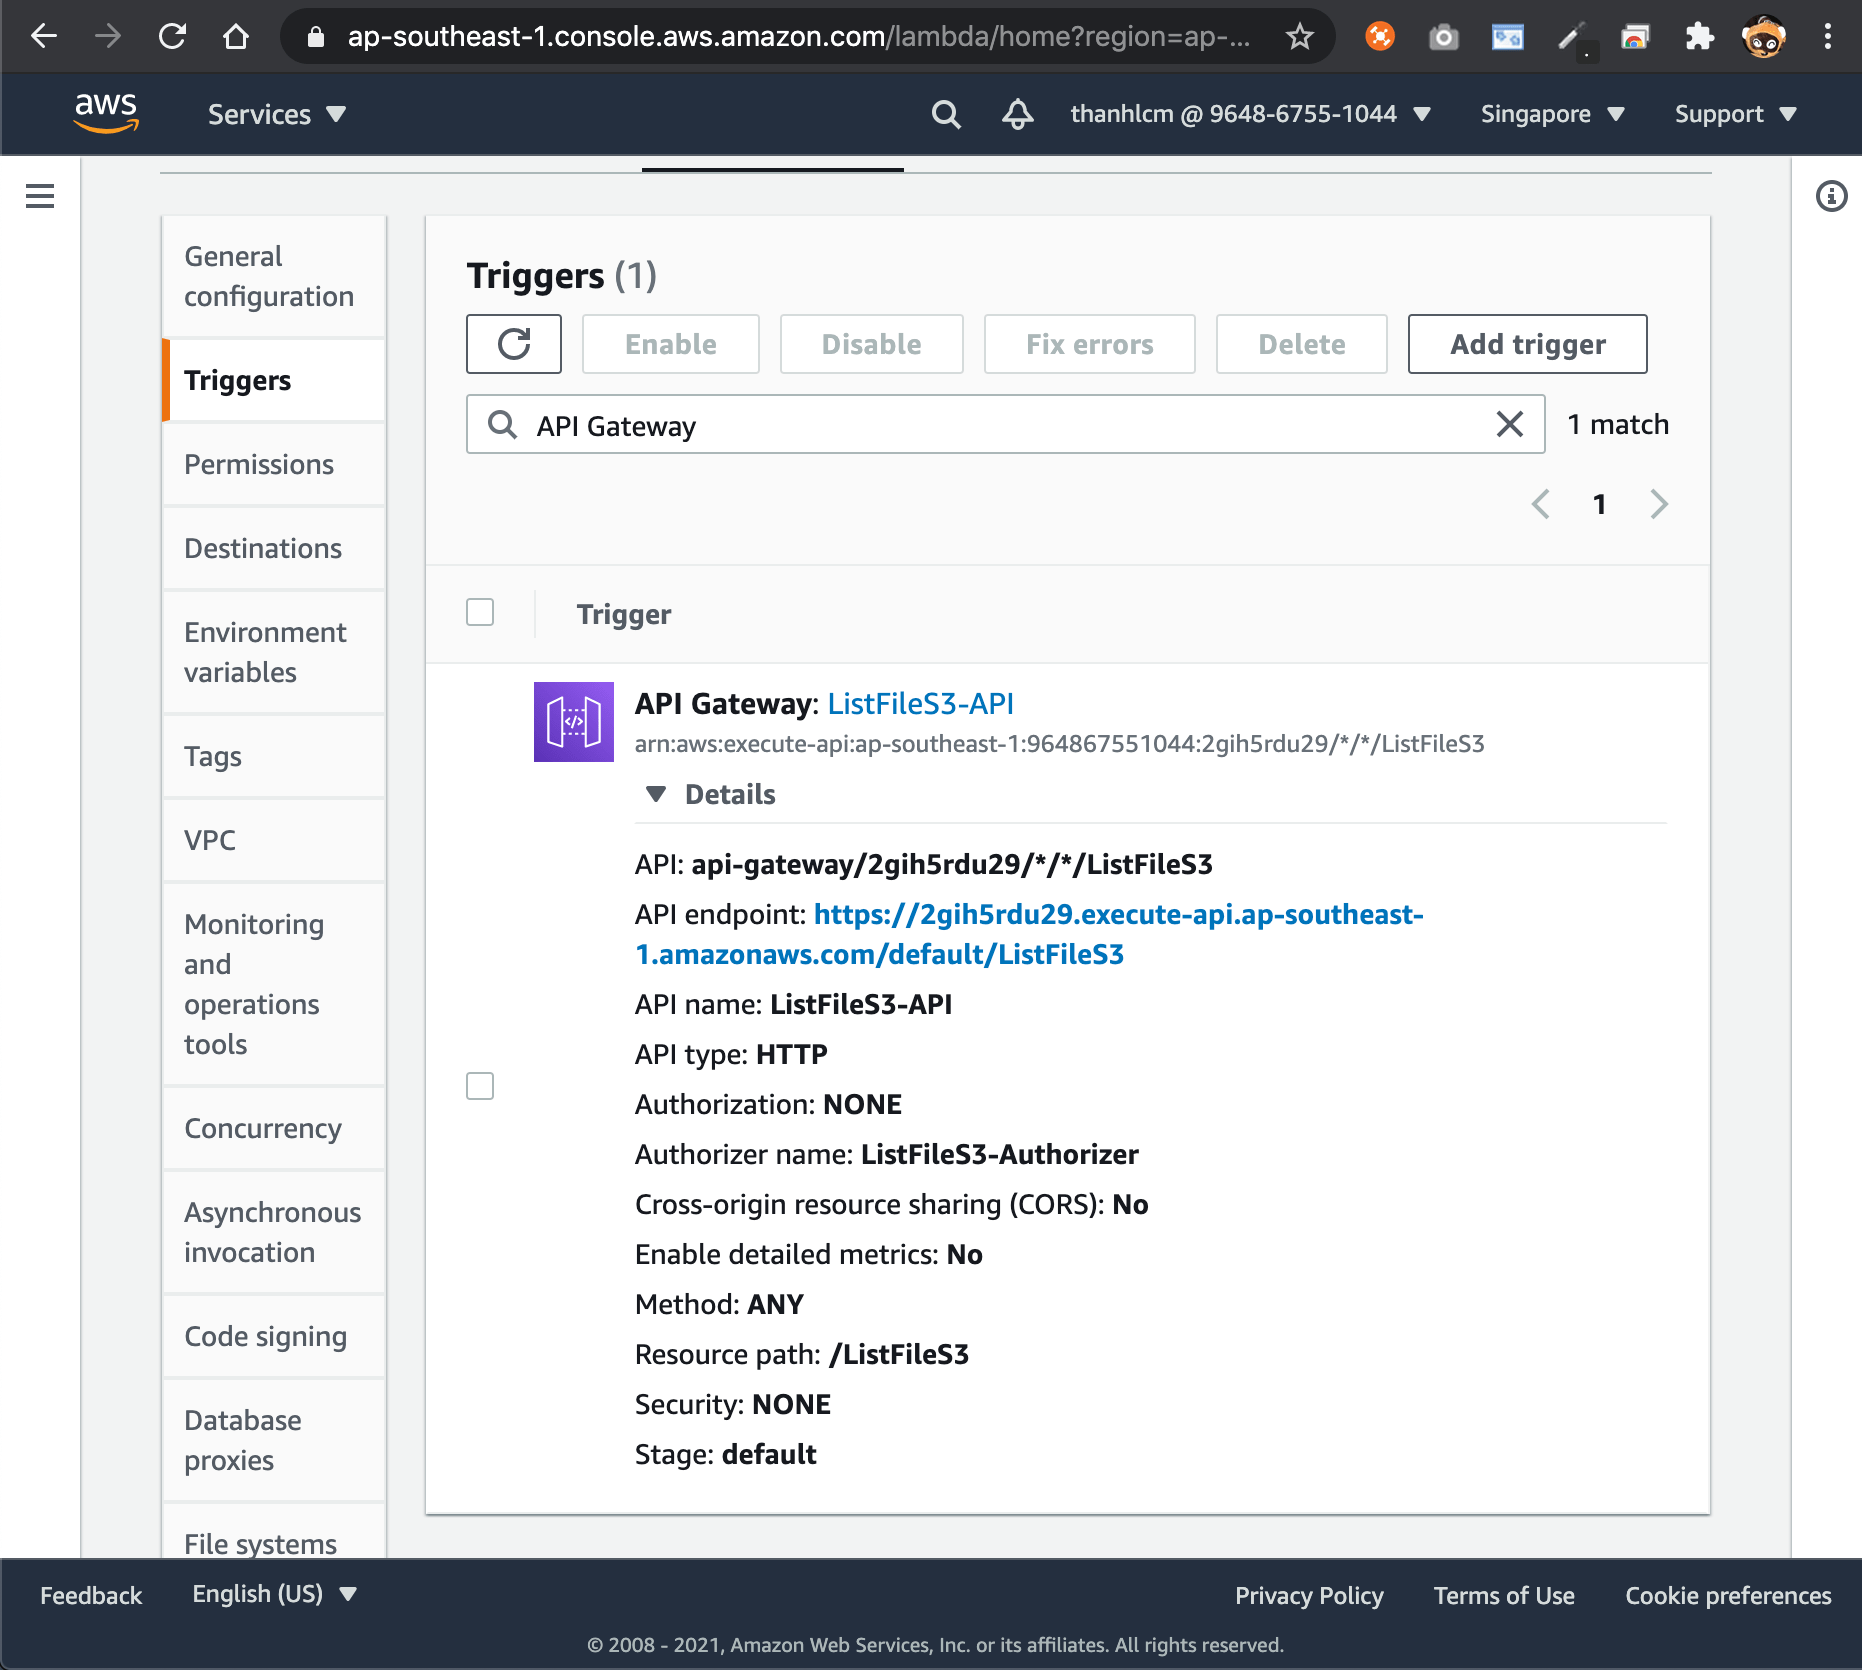 ap-southeast-1.console.aws.amazon.com/lambda/home?region=ap-...
aws
Services
thanhlcm @ 9648-6755-1044
Singapore
Support
General
configuration
Triggers
Permissions
Destinations
Environment
variables
Tags
VPC
Monitoring
and
operations
tools
Concurrency
Asynchronous
invocation
Code signing
Database
proxies
File systems
Triggers (1)
Enable
Disable
Fix errors
Delete
Add trigger
API Gateway
1 match
1
Trigger
API Gateway: ListFileS3-API
arn:aws:execute-api:ap-southeast-1:964867551044:2gih5rdu29/*/*/ListFileS3
Details
API: api-gateway/2gih5rdu29/*/*/ListFileS3
API endpoint: https://2gih5rdu29.execute-api.ap-southeast-
1.amazonaws.com/default/ListFileS3
API name: ListFileS3-API
API type: HTTP
Authorization: NONE
Authorizer name: ListFileS3-Authorizer
Cross-origin resource sharing (CORS): No
Enable detailed metrics: No
Method: ANY
Resource path: /ListFileS3
Security: NONE
Stage: default
Feedback
English (US)
Privacy Policy
Terms of Use
Cookie preferences
© 2008 - 2021, Amazon Web Services, Inc. or its affiliates. All rights reserved.